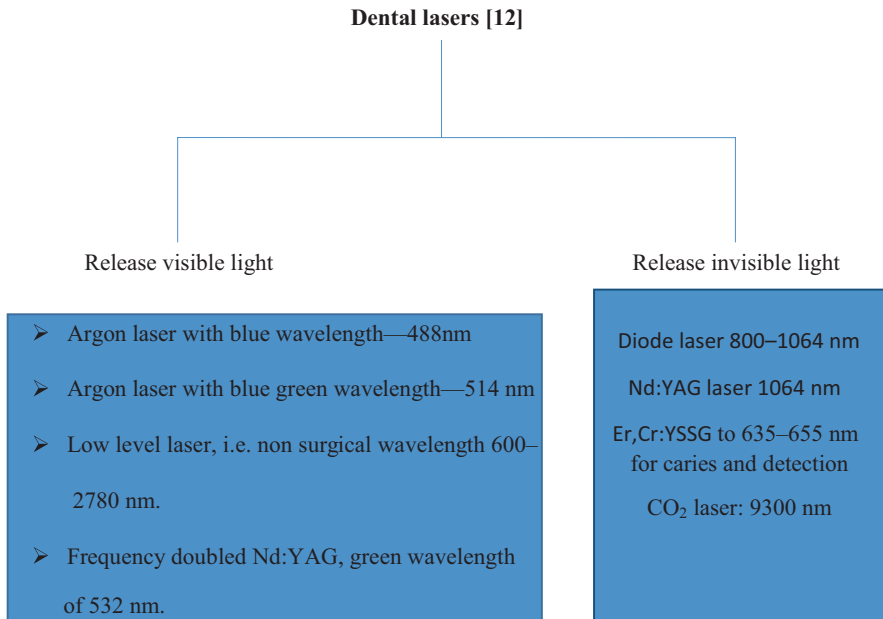 Dental lasers [12]
Release visible light
➢ Argon laser with blue wavelength—488nm
➢ Argon laser with blue green wavelength—514 nm
➢ Low level laser, i.e. non surgical wavelength 600–
2780 nm.
➢ Frequency doubled Nd:YAG, green wavelength
of 532 nm.
Release invisible light
Diode laser 800–1064 nm
Nd:YAG laser 1064 nm
Er,Cr:YSSG to 635–655 nm
for caries and detection
CO₂ laser: 9300 nm